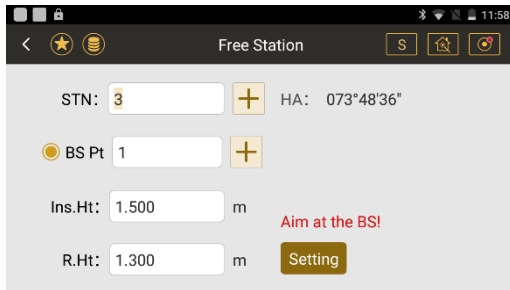 11:58
Free Station
S
STN: 3
HA: 073°48'36"
BS Pt 1
Ins.Ht: 1.500 m
Aim at the BS!
R.Ht: 1.300 m
Setting